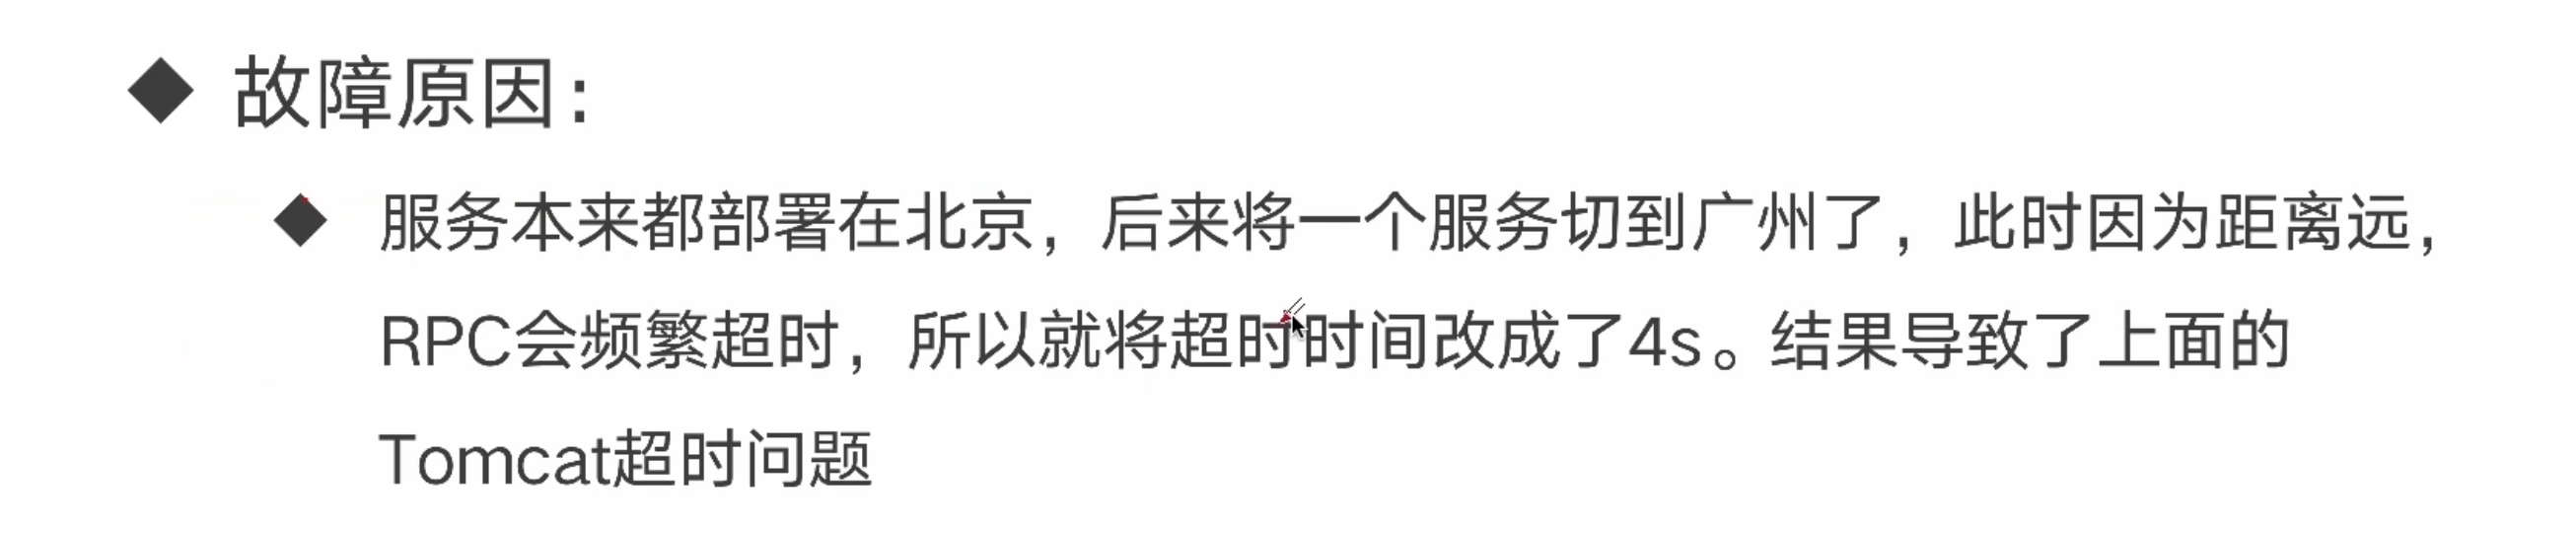 故障原因：
服务本来都部署在北京，后来将一个服务切到广州了，此时因为距离远，
RPC会频繁超时，所以就将超时时间改成了4s。结果导致了上面的
Tomcat超时问题